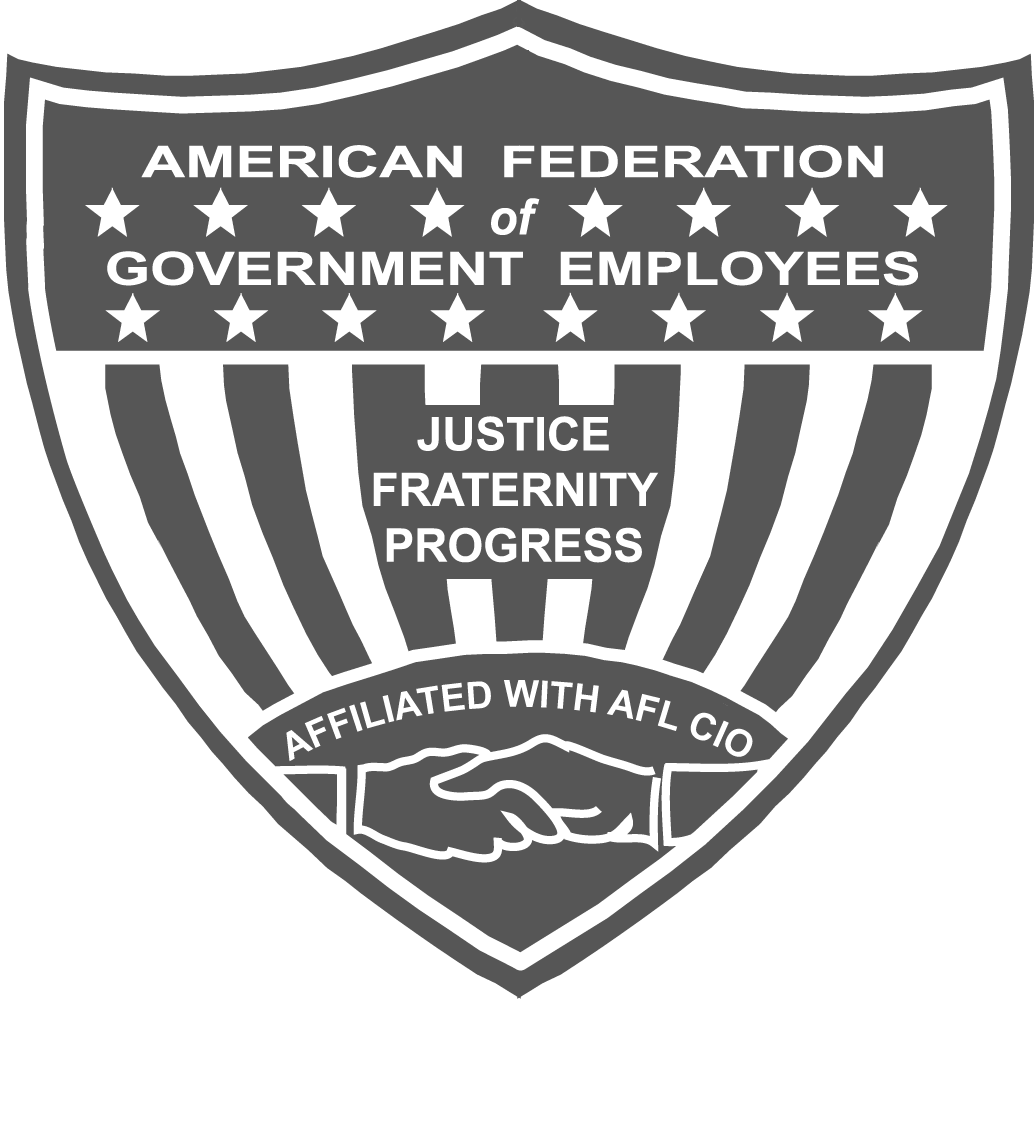 AMERICAN FEDERATION
of
GOVERNMENT EMPLOYEES
JUSTICE
FRATERNITY
PROGRESS
AFFILIATED WITH AFL CIO